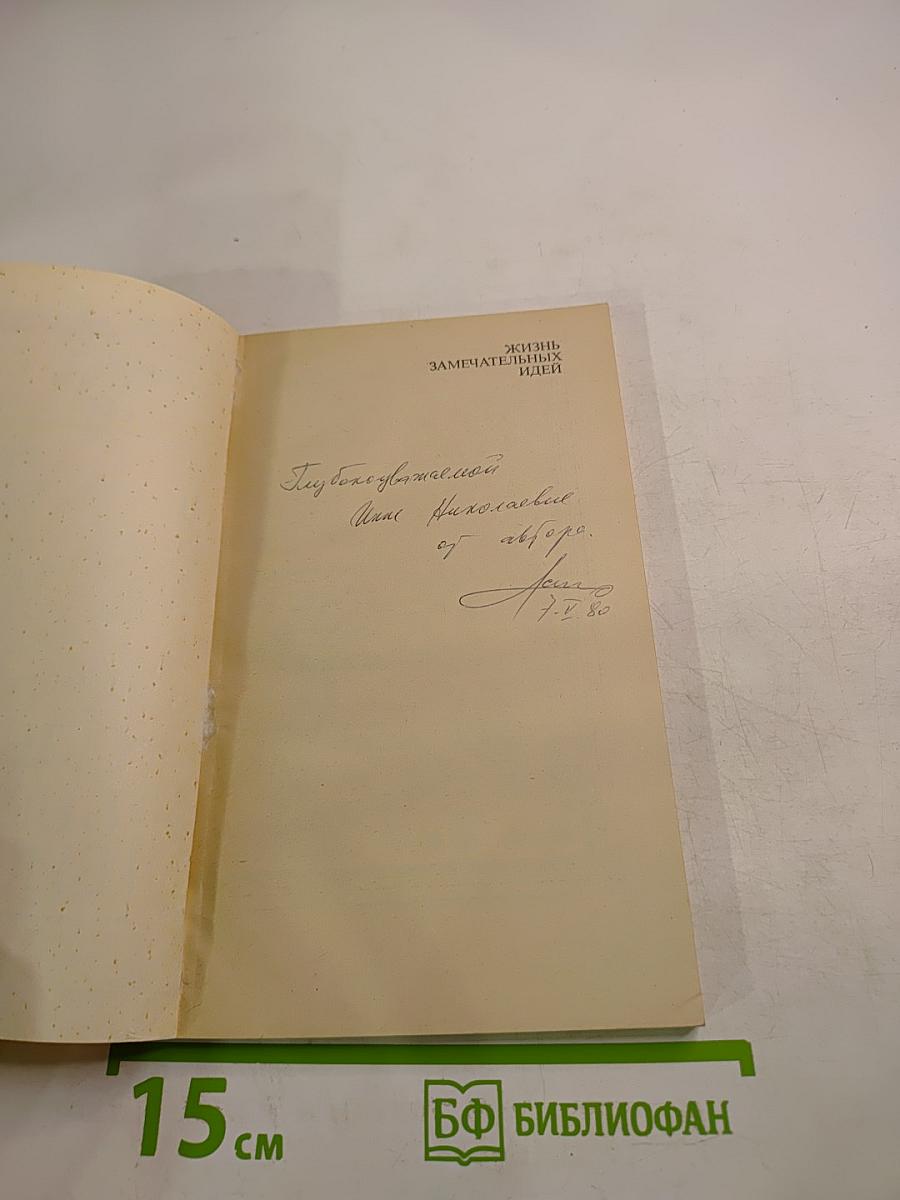 ЖИЗНЬ
ЗАМЕЧАТЕЛЬНЫХ
ИДЕЙ
Глубокоуважаемой
Инне Николаевне
от автора.
7.V.80
15 см
БФ БИБЛИОФАН